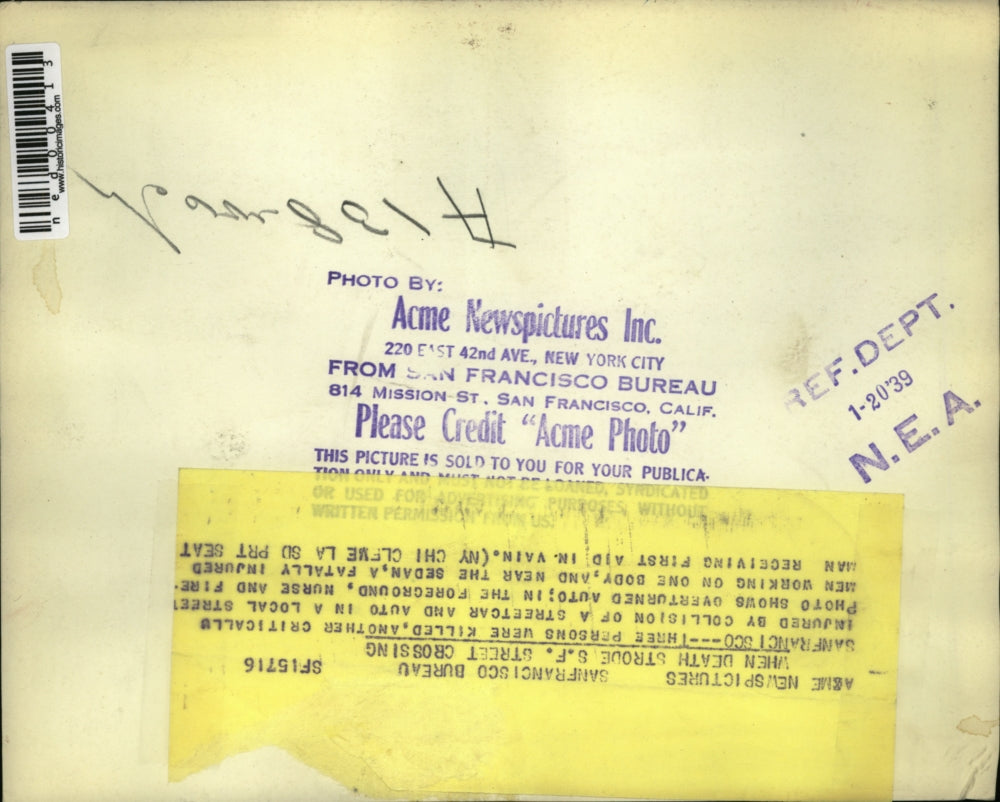 ned00413
www.historicimages.com
PHOTO BY:
Acme Newspictures Inc.
220 EAST 42nd AVE., NEW YORK CITY
FROM SAN FRANCISCO BUREAU
814 MISSION ST., SAN FRANCISCO, CALIF.
Please Credit "Acme Photo"
THIS PICTURE IS SOLD TO YOU FOR YOUR PUBLICA-
TION ONLY AND MUST NOT BE LOANED, SYNDICATED
OR USED FOR ADVERTISING PURPOSES WITHOUT
WRITTEN PERMISSION FROM US.
REF. DEPT.
1-20'39
N.E.A.
ACME NEWSPICTURES SANFRANCISCO BUREAU SF15716
WHEN DEATH STRODE S.F. STREET CROSSING
SANFRANCISCO---THREE PERSONS WERE KILLED,ANOTHER CRITICALLY
INJURED BY COLLISION OF A STREETCAR AND AUTO IN A LOCAL STREET
PHOTO SHOWS OVERTURNED AUTO;IN THE FOREGROUND, NURSE AND FIRE-
MEN WORKING ON ONE BODY,AND NEAR THE SEDAN,A FATALLY INJURED
MAN RECEIVING FIRST AID IN VAIN.(NY CHI CLFWE LA SD PRT SEAT